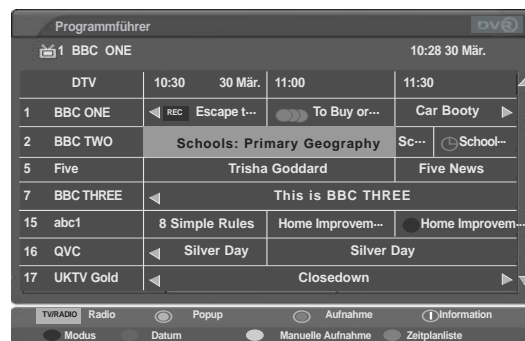 Programmführer DVR
1 BBC ONE 10:28 30 Mär.
DTV 10:30 30 Mär. 11:00 11:30
1 BBC ONE REC Escape t... To Buy or... Car Booty
2 BBC TWO Schools: Primary Geography Sc... School...
5 Five Trisha Goddard Five News
7 BBC THREE This is BBC THREE
15 abc1 8 Simple Rules Home Improvem... Home Improvem...
16 QVC Silver Day Silver Day
17 UKTV Gold Closedown
TV/RADIO Radio Popup Aufnahme i Information
Modus Datum Manuelle Aufnahme Zeitplanliste